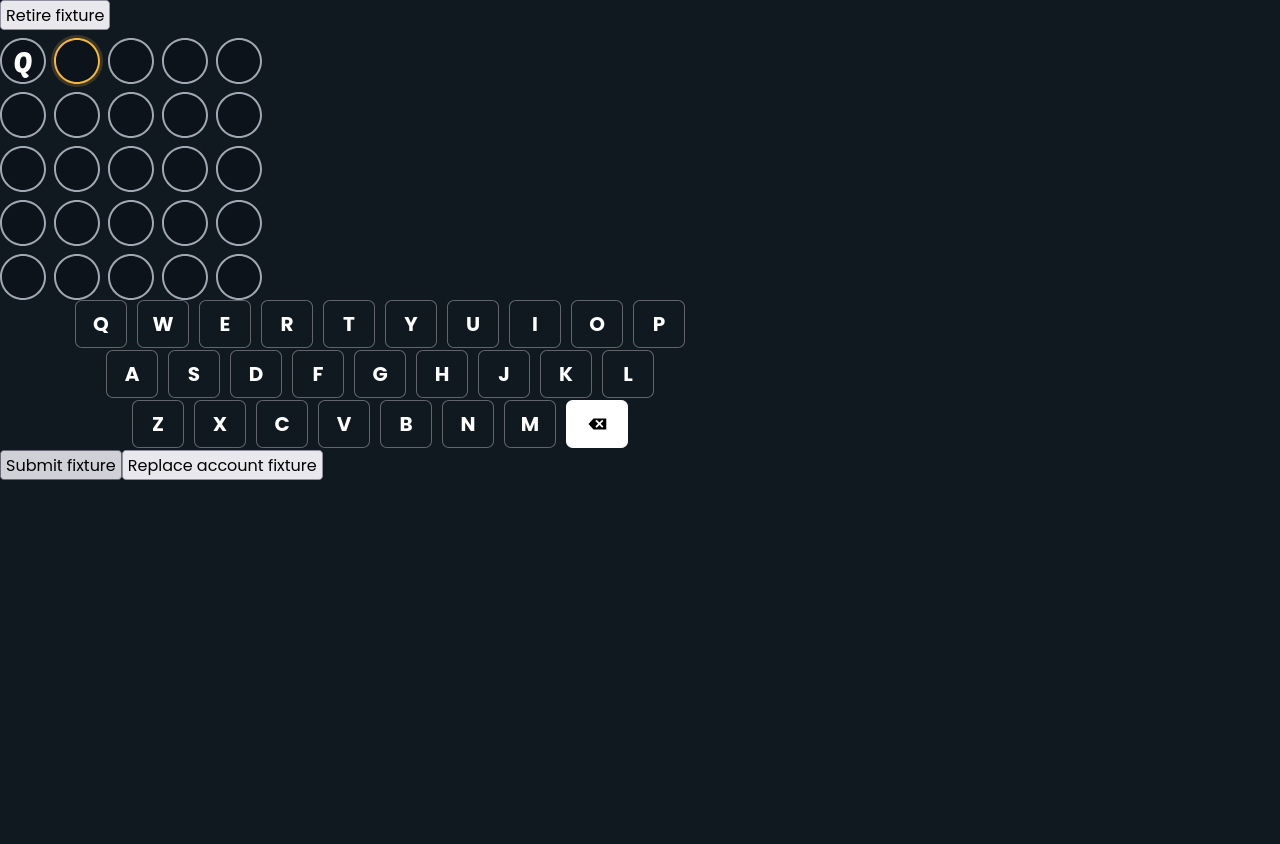 Retire fixture
Q
Q W E R T Y U I O P
A S D F G H J K L
Z X C V B N M
Submit fixture Replace account fixture